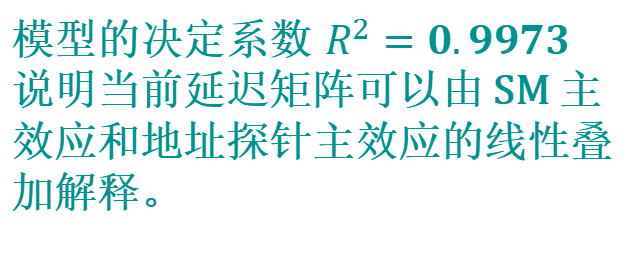 模型的决定系数 R² = 0.9973
说明当前延迟矩阵可以由 SM 主
效应和地址探针主效应的线性叠
加解释。